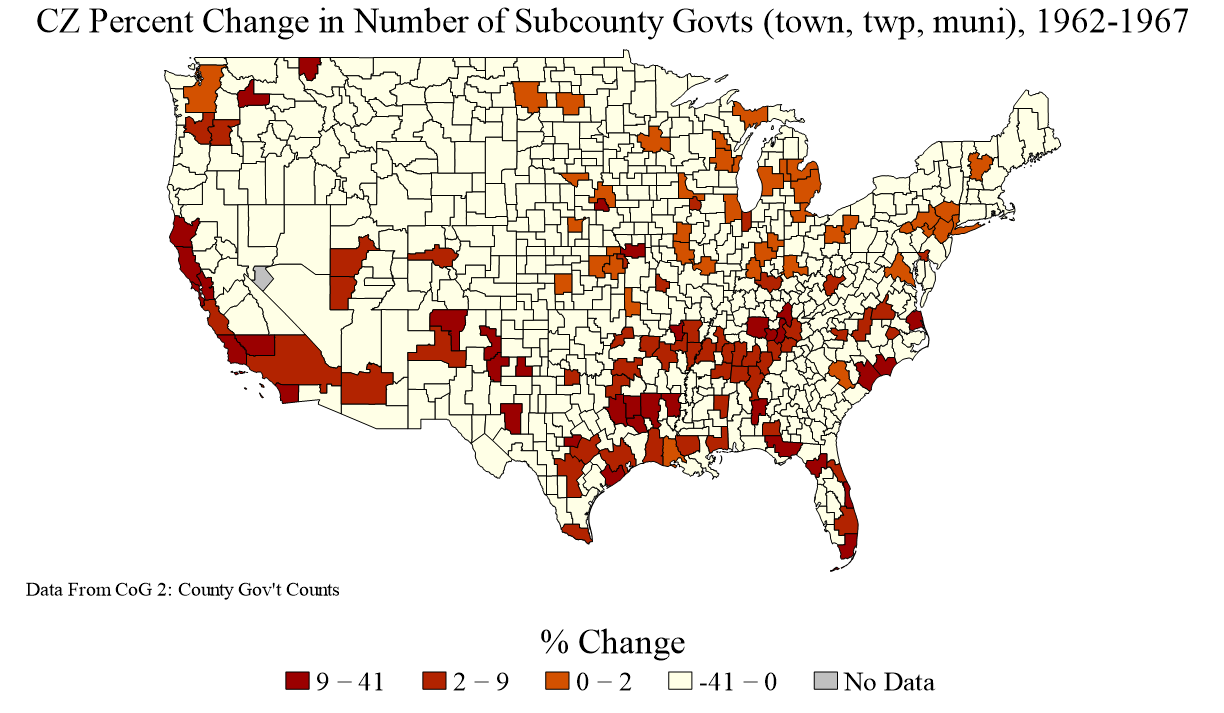 CZ Percent Change in Number of Subcounty Govts (town, twp, muni), 1962-1967
Data From CoG 2: County Gov't Counts
% Change
9 – 41 2 – 9 0 – 2 -41 – 0 No Data